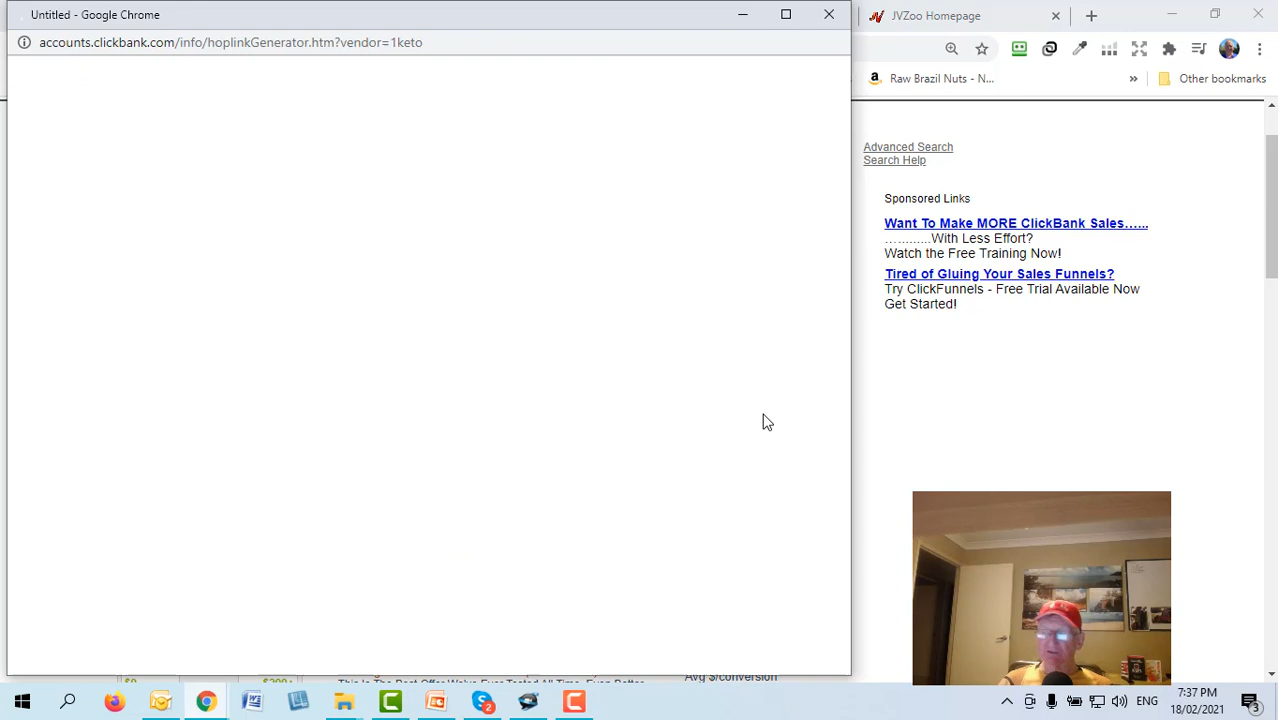 Untitled - Google Chrome
JVZoo Homepage
accounts.clickbank.com/info/hoplinkGenerator.htm?vendor=1keto
Raw Brazil Nuts - N...
»
Other bookmarks
Advanced Search
Search Help
Sponsored Links
Want To Make MORE ClickBank Sales…...
…........With Less Effort?
Watch the Free Training Now!
Tired of Gluing Your Sales Funnels?
Try ClickFunnels - Free Trial Available Now
Get Started!
Avg $/conversion
ENG
7:37 PM
18/02/2021
2
3